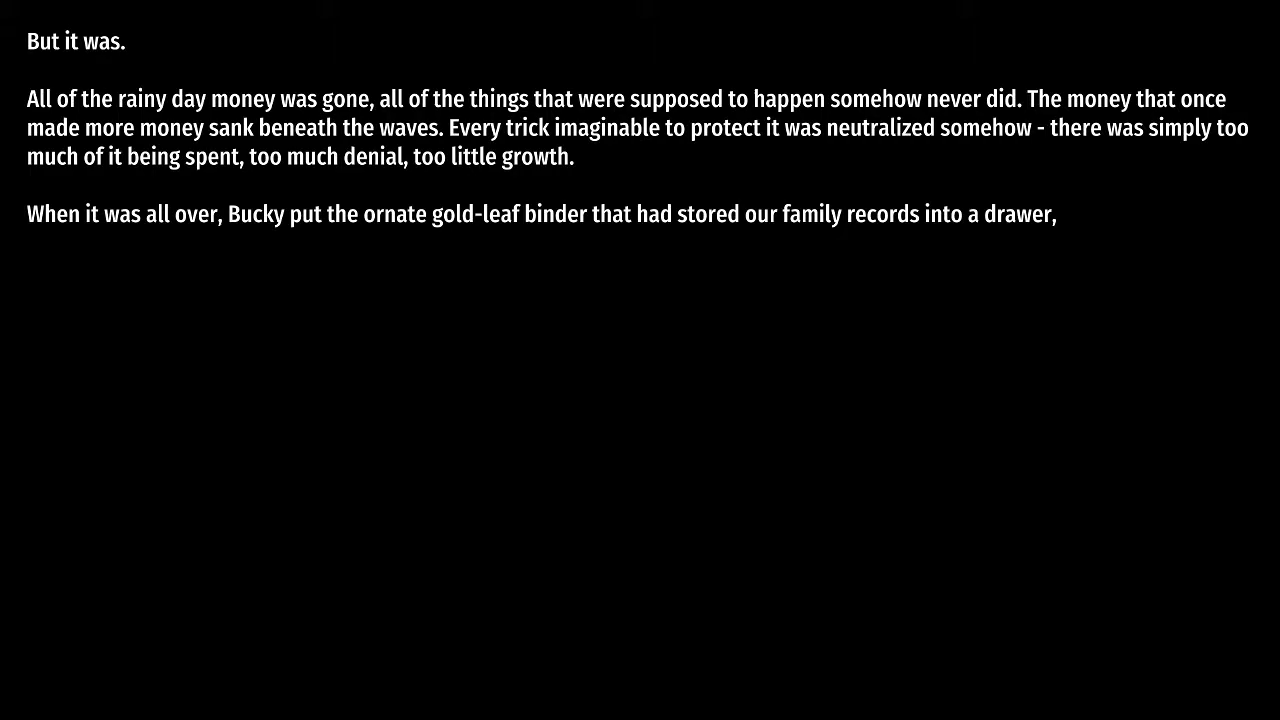 But it was.
All of the rainy day money was gone, all of the things that were supposed to happen somehow never did. The money that once
made more money sank beneath the waves. Every trick imaginable to protect it was neutralized somehow - there was simply too
much of it being spent, too much denial, too little growth.
When it was all over, Bucky put the ornate gold-leaf binder that had stored our family records into a drawer,